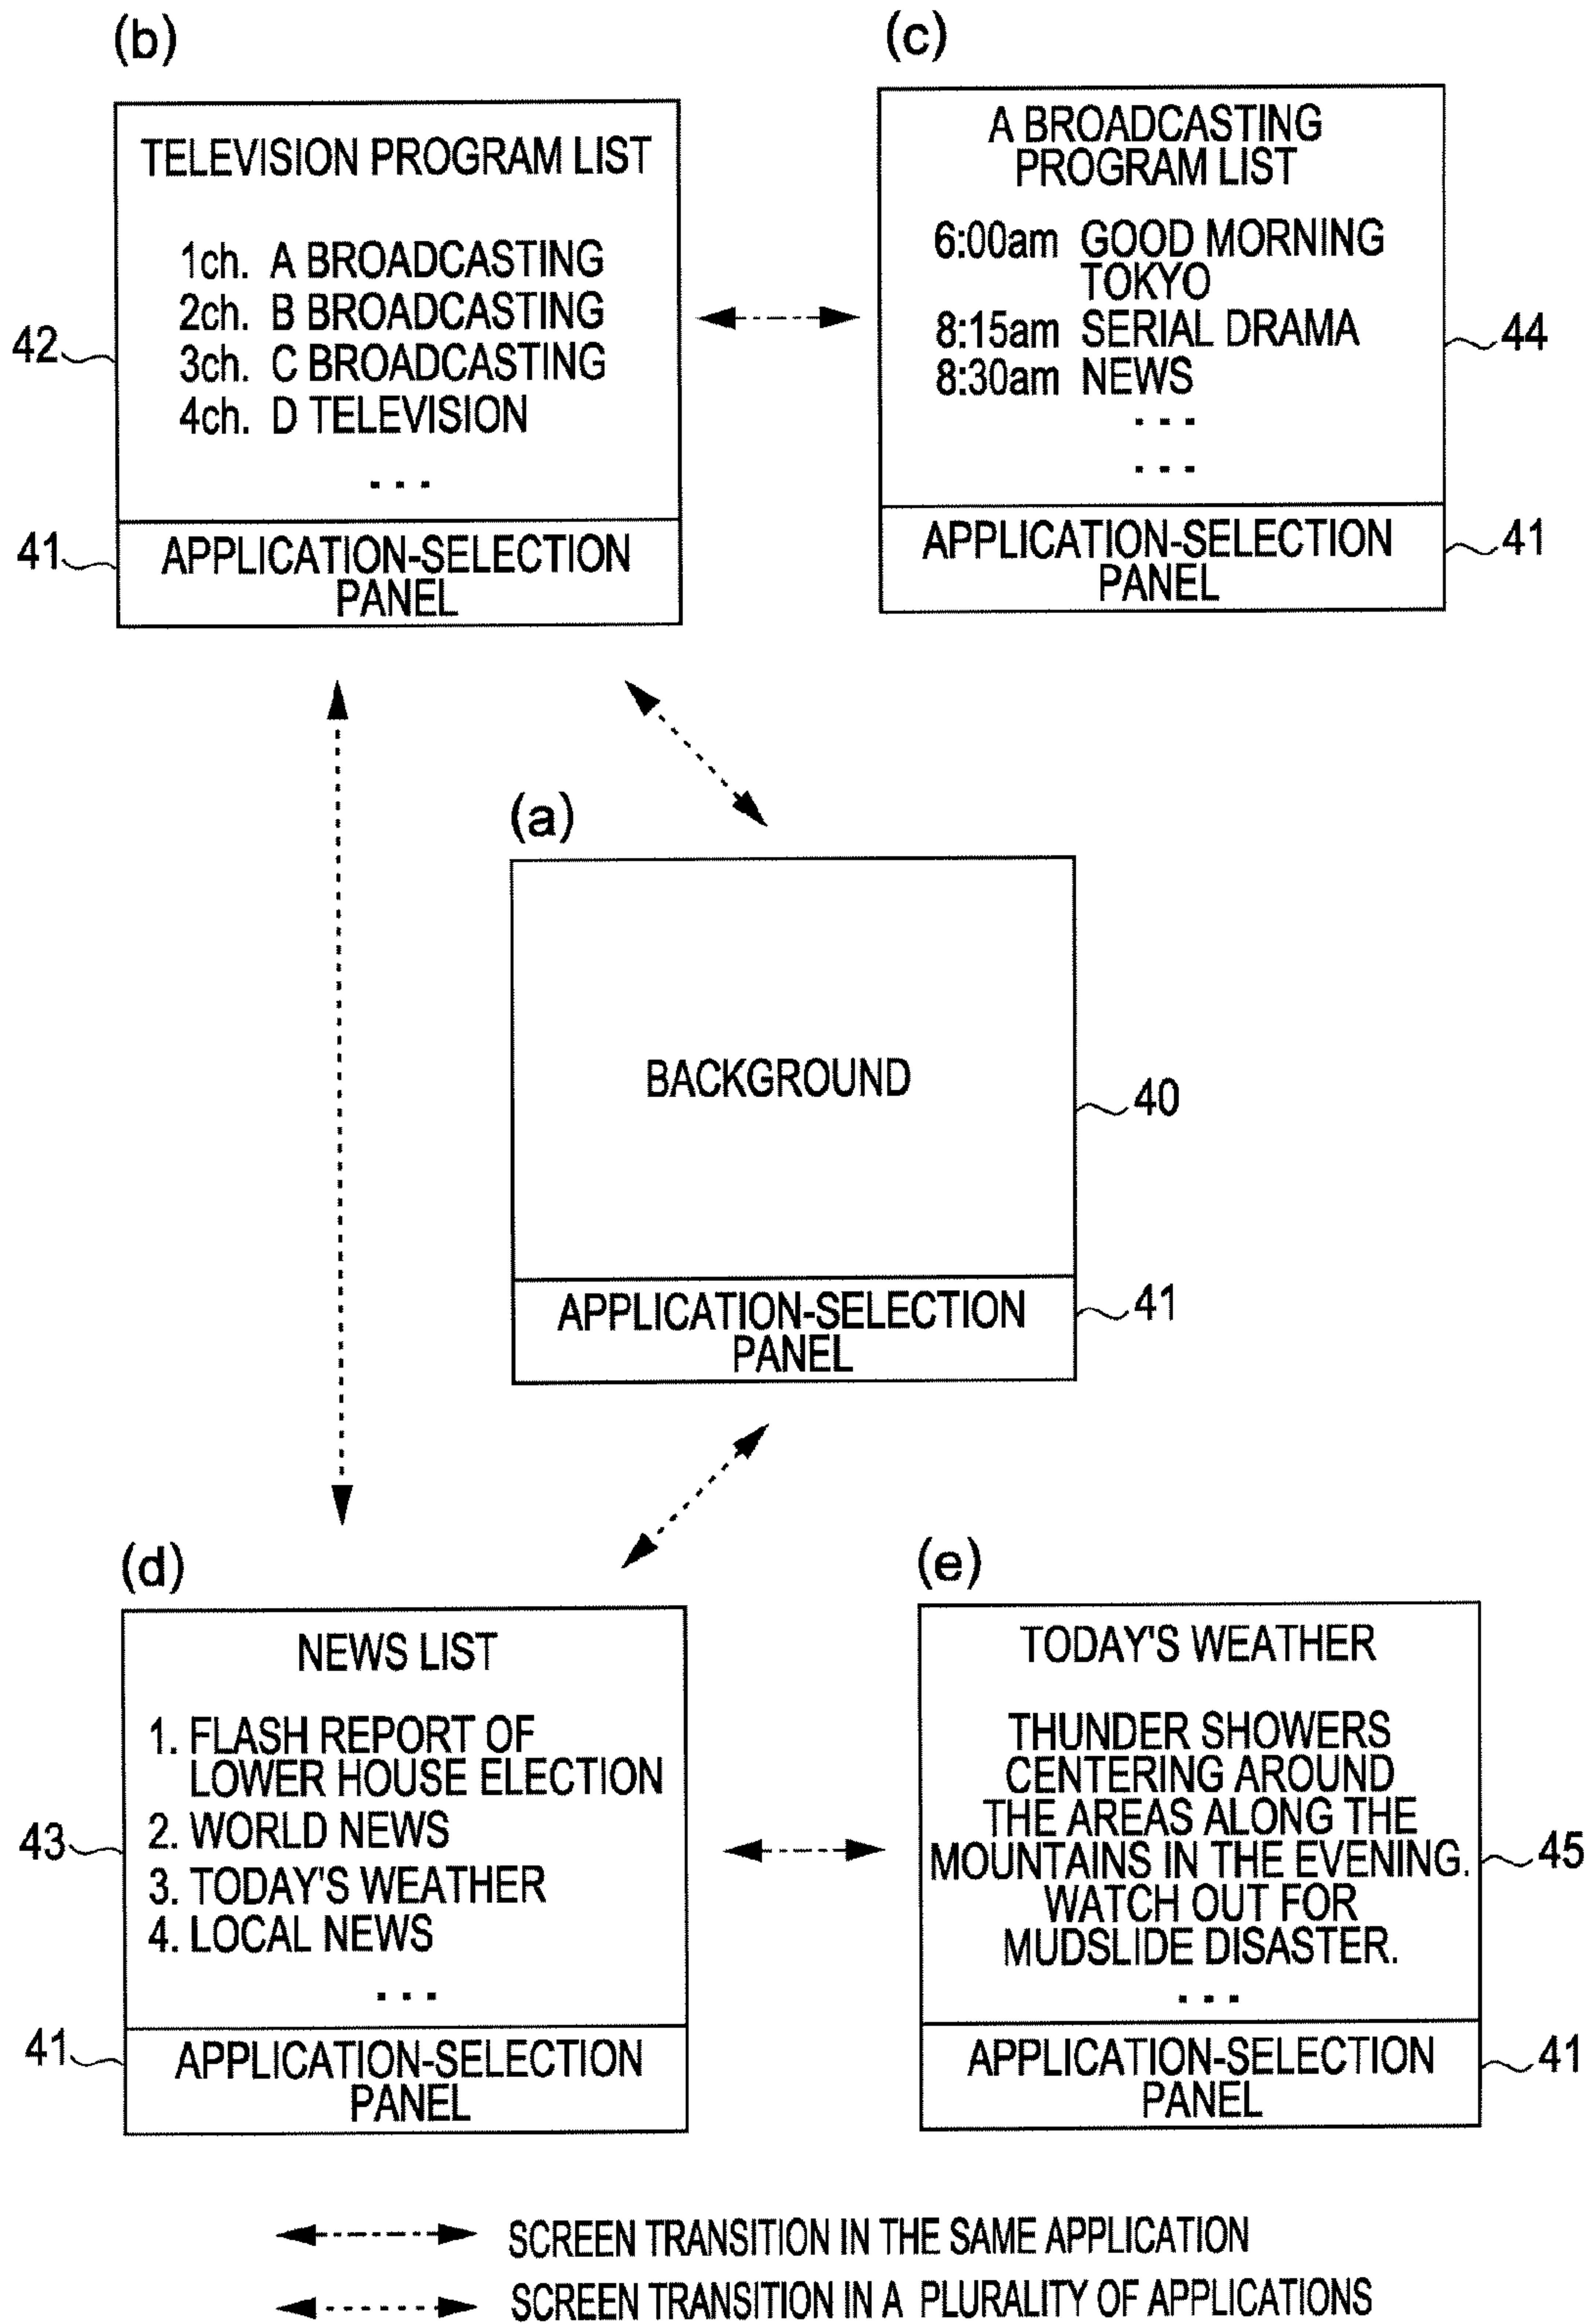 (b)
TELEVISION PROGRAM LIST
1ch. A BROADCASTING
2ch. B BROADCASTING
3ch. C BROADCASTING
4ch. D TELEVISION
...
42
41
APPLICATION-SELECTION
PANEL
(c)
A BROADCASTING
PROGRAM LIST
6:00am GOOD MORNING
TOKYO
8:15am SERIAL DRAMA
8:30am NEWS
...
...
44
APPLICATION-SELECTION
PANEL
41
(a)
BACKGROUND
40
APPLICATION-SELECTION
PANEL
41
(d)
NEWS LIST
1. FLASH REPORT OF
LOWER HOUSE ELECTION
2. WORLD NEWS
3. TODAY'S WEATHER
4. LOCAL NEWS
...
43
41
APPLICATION-SELECTION
PANEL
(e)
TODAY'S WEATHER
THUNDER SHOWERS
CENTERING AROUND
THE AREAS ALONG THE
MOUNTAINS IN THE EVENING.
WATCH OUT FOR
MUDSLIDE DISASTER.
...
45
APPLICATION-SELECTION
PANEL
41
SCREEN TRANSITION IN THE SAME APPLICATION
SCREEN TRANSITION IN A PLURALITY OF APPLICATIONS